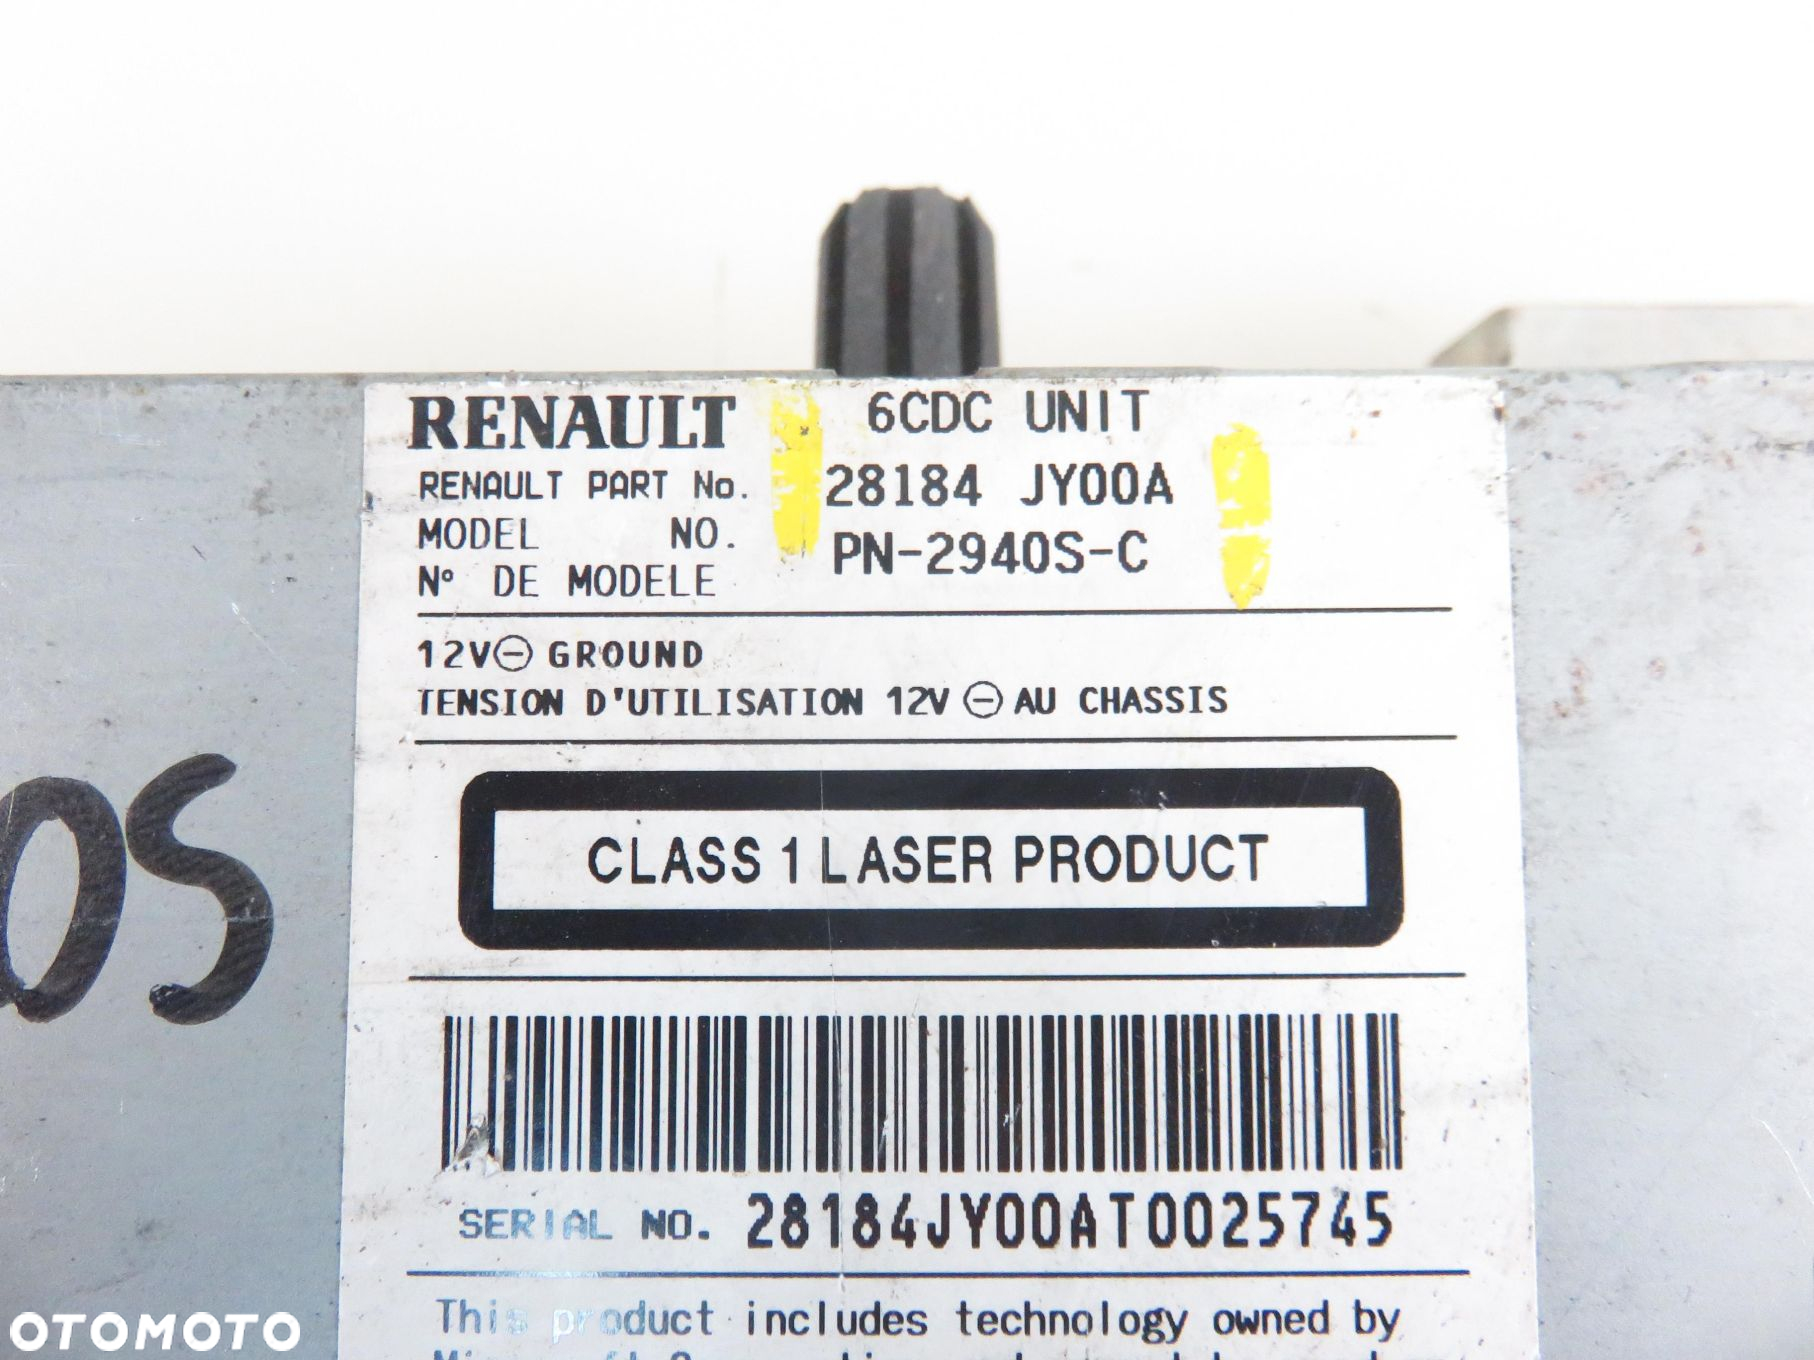 RENAULT 6CDC UNIT
RENAULT PART No. 28184 JY00A
MODEL NO. PN-2940S-C
Nº DE MODELE
12V⊖ GROUND
TENSION D'UTILISATION 12V ⊖ AU CHASSIS
CLASS 1 LASER PRODUCT
SERIAL NO. 28184JY00AT0025745
This product includes technology owned by
OTOMOTO